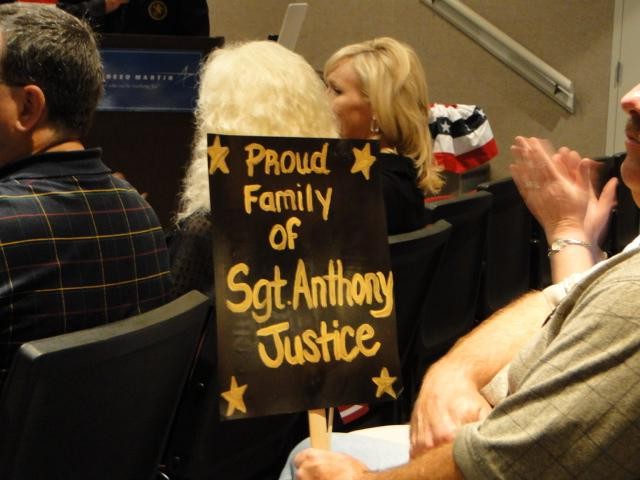 Proud
Family
of
Sgt. Anthony
Justice